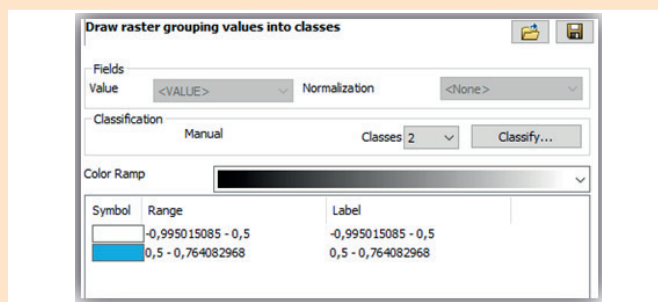 Draw raster grouping values into classes
Fields
Value <VALUE> Normalization <None>
Classification
Manual Classes 2 Classify...
Color Ramp
Symbol Range Label
-0,995015085 - 0,5 -0,995015085 - 0,5
0,5 - 0,764082968 0,5 - 0,764082968